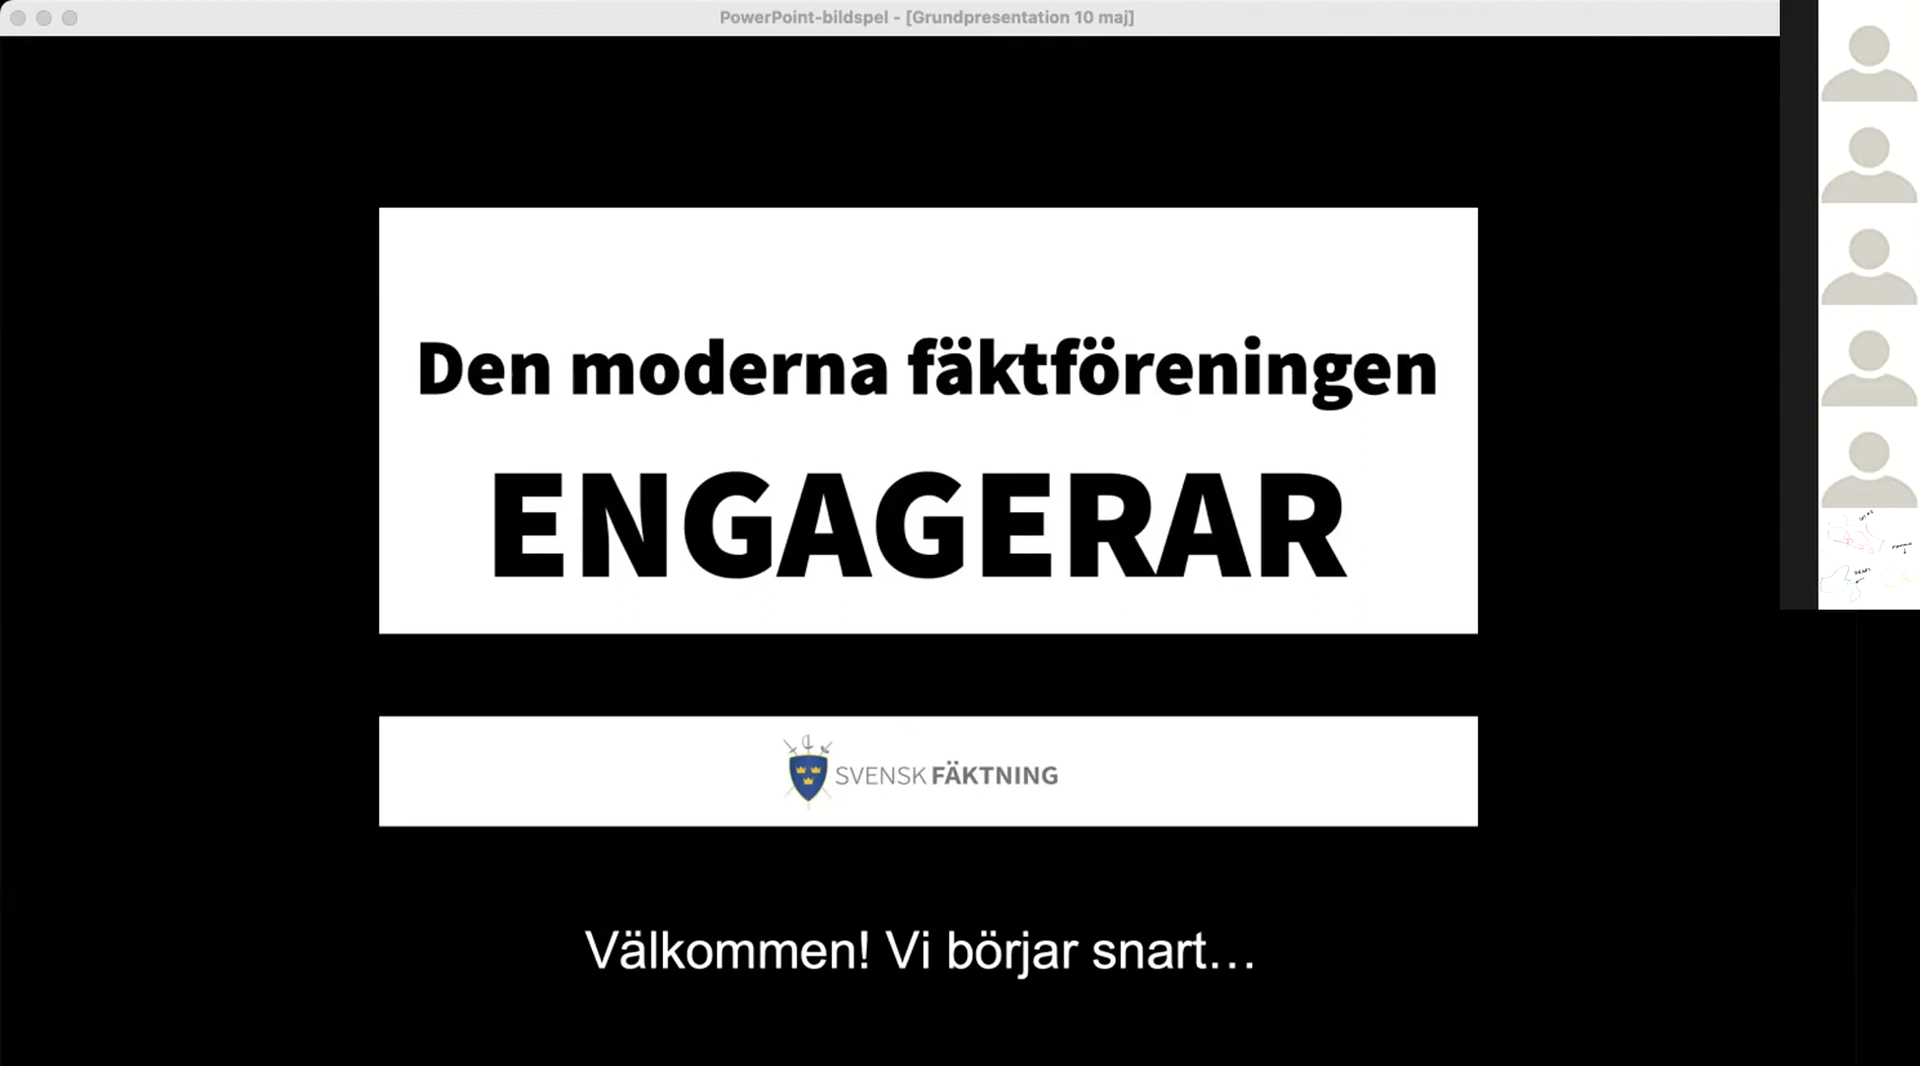 PowerPoint-bildspel - [Grundpresentation 10 maj]
Den moderna fäktföreningen
ENGAGERAR
SVENSK FÄKTNING
Välkommen! Vi börjar snart…